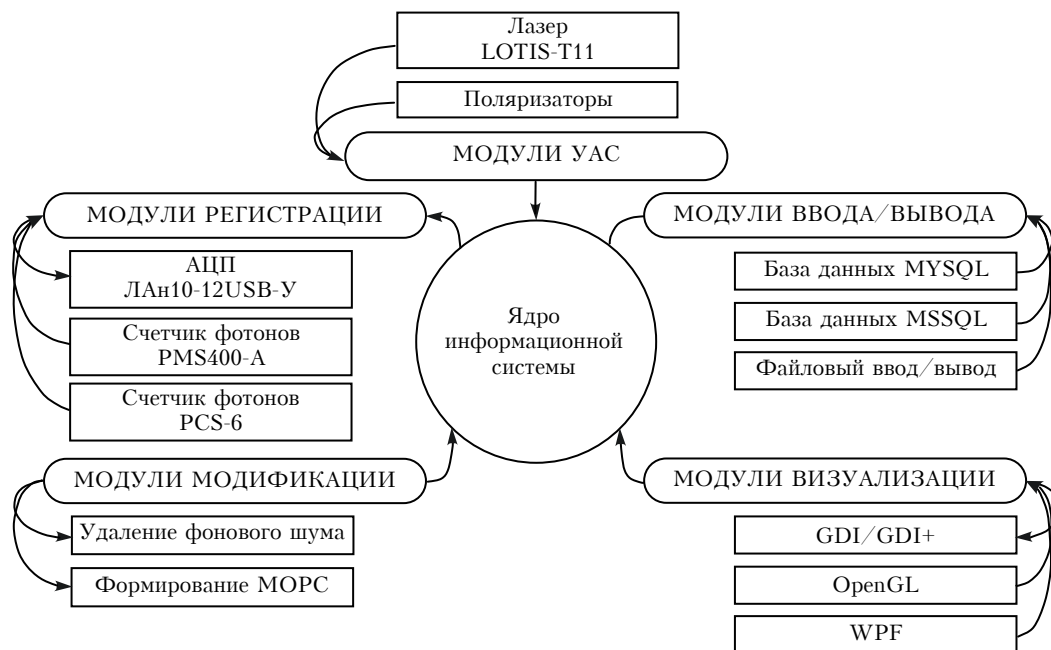 Лазер
LOTIS-T11
Поляризаторы
МОДУЛИ УАС
МОДУЛИ РЕГИСТРАЦИИ
АЦП
ЛАн10-12USB-У
Счетчик фотонов
PMS400-A
Счетчик фотонов
PCS-6
МОДУЛИ МОДИФИКАЦИИ
Удаление фонового шума
Формирование МОРС
Ядро
информационной
системы
МОДУЛИ ВВОДА/ВЫВОДА
База данных MYSQL
База данных MSSQL
Файловый ввод/вывод
МОДУЛИ ВИЗУАЛИЗАЦИИ
GDI/GDI+
OpenGL
WPF